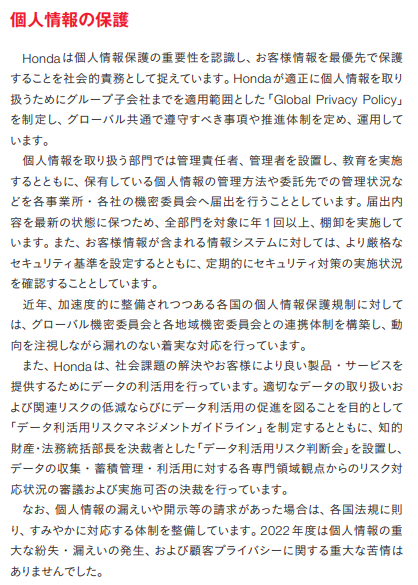 個人情報の保護
Hondaは個人情報保護の重要性を認識し、お客様情報を最優先で保護
することを社会的責務として捉えています。Hondaが適正に個人情報を取り
扱うためにグループ子会社までを適用範囲とした「Global Privacy Policy」
を制定し、グローバル共通で遵守すべき事項や推進体制を定め、運用して
います。
個人情報を取り扱う部門では管理責任者、管理者を設置し、教育を実施
するとともに、保有している個人情報の管理方法や委託先での管理状況な
どを各事業所・各社の機密委員会へ届出を行うこととしています。届出内
容を最新の状態に保つため、全部門を対象に年1回以上、棚卸を実施して
います。また、お客様情報が含まれる情報システムに対しては、より厳格な
セキュリティ基準を設定するとともに、定期的にセキュリティ対策の実施状況
を確認することとしています。
近年、加速度的に整備されつつある各国の個人情報保護規制に対して
は、グローバル機密委員会と各地域機密委員会との連携体制を構築し、動
向を注視しながら漏れのない着実な対応を行っています。
また、Hondaは、社会課題の解決やお客様により良い製品・サービスを
提供するためにデータの利活用を行っています。適切なデータの取り扱いお
よび関連リスクの低減ならびにデータ利活用の促進を図ることを目的として
「データ利活用リスクマネジメントガイドライン」を制定するとともに、知的
財産・法務統括部長を決裁者とした「データ利活用リスク判断会」を設置し、
データの収集・蓄積管理・利活用に対する各専門領域観点からのリスク対
応状況の審議および実施可否の決裁を行っています。
なお、個人情報の漏えいや開示等の請求があった場合は、各国法規に則
り、すみやかに対応する体制を整備しています。2022年度は個人情報の重
大な紛失・漏えいの発生、および顧客プライバシーに関する重大な苦情は
ありませんでした。